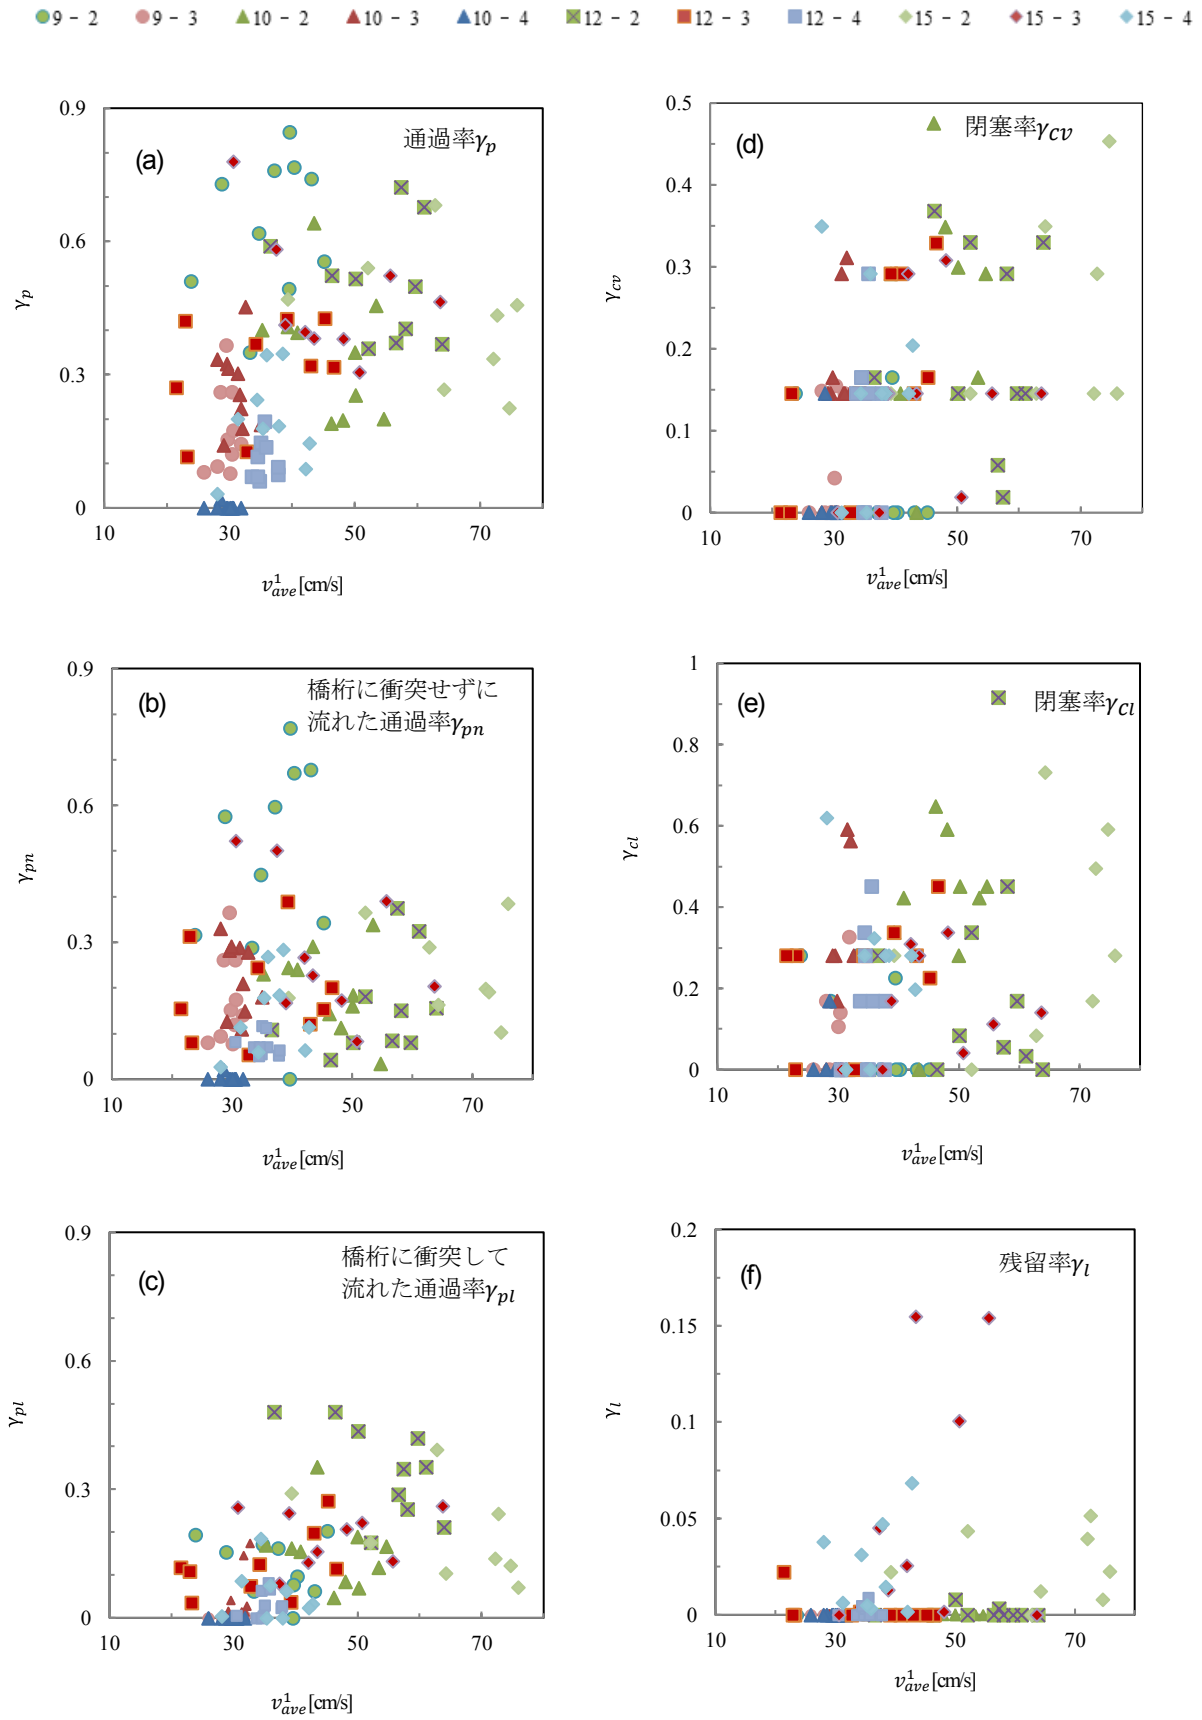 9 - 2 9 - 3 10 - 2 10 - 3 10 - 4 12 - 2 12 - 3 12 - 4 15 - 2 15 - 3 15 - 4
(a)
通過率γp
0.9
0.6
0.3
0
γp
10 30 50 70
v¹ave[cm/s]
(d)
閉塞率γCV
0.5
0.4
0.3
0.2
0.1
0
γcv
10 30 50 70
v¹ave[cm/s]
(b)
橋桁に衝突せずに
流れた通過率γpn
0.9
0.6
0.3
0
γpn
10 30 50 70
v¹ave[cm/s]
(e)
閉塞率γCl
1
0.8
0.6
0.4
0.2
0
γcl
10 30 50 70
v¹ave[cm/s]
(c)
橋桁に衝突して
流れた通過率γpl
0.9
0.6
0.3
0
γpl
10 30 50 70
v¹ave[cm/s]
(f)
残留率γl
0.2
0.15
0.1
0.05
0
γl
10 30 50 70
v¹ave[cm/s]